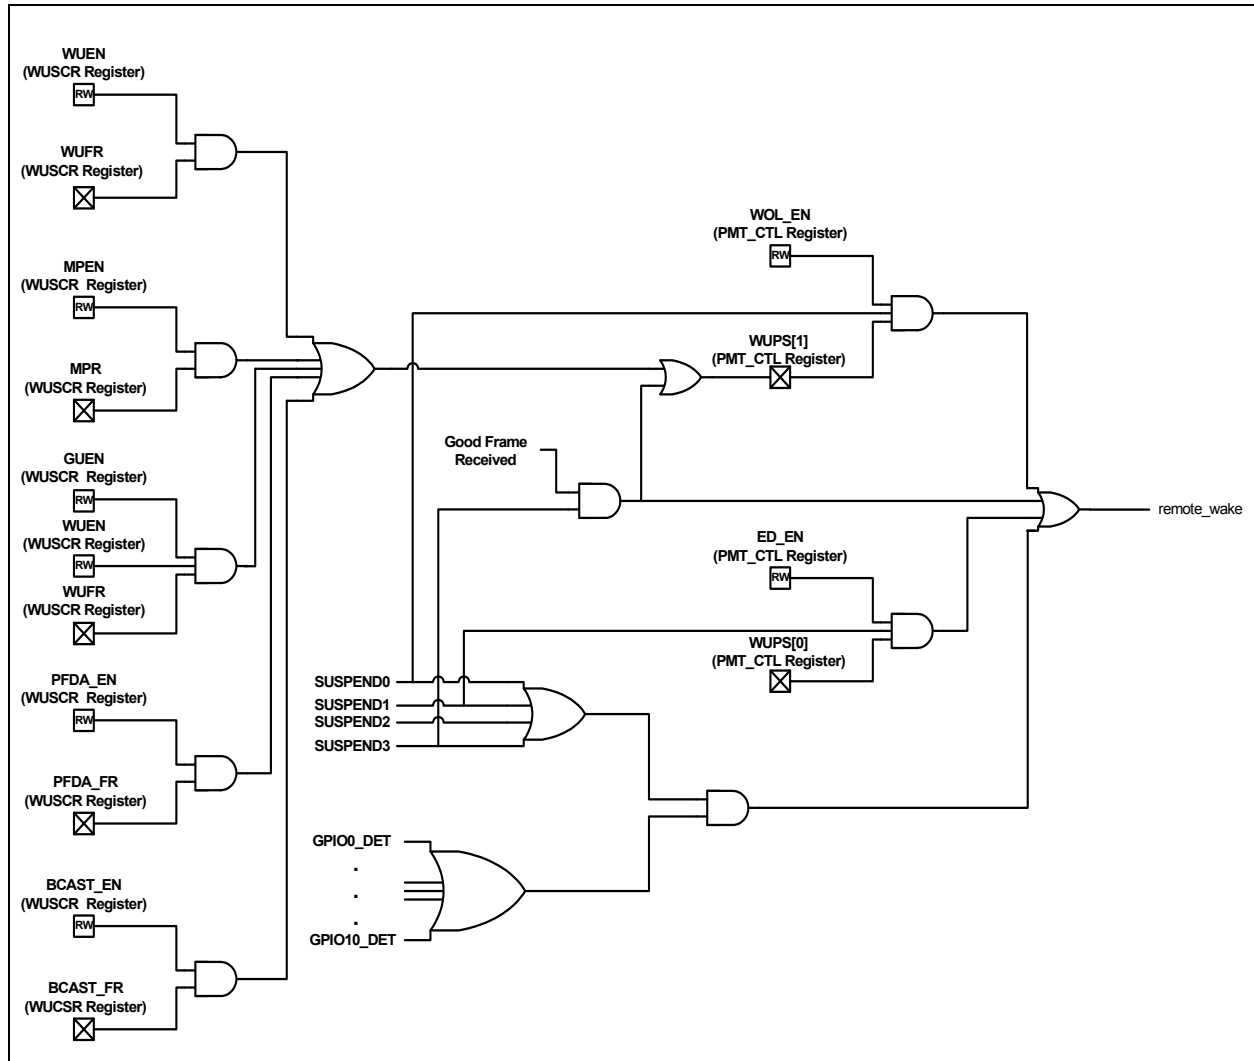 WUEN
(WUSCR Register)
RW
WUFR
(WUSCR Register)
MPEN
(WUSCR Register)
RW
MPR
(WUSCR Register)
GUEN
(WUSCR Register)
RW
WUEN
(WUSCR Register)
RW
WUFR
(WUSCR Register)
PFDA_EN
(WUSCR Register)
RW
PFDA_FR
(WUSCR Register)
BCAST_EN
(WUSCR Register)
RW
BCAST_FR
(WUCSR Register)
Good Frame
Received
SUSPEND0
SUSPEND1
SUSPEND2
SUSPEND3
GPIO0_DET
.
.
.
GPIO10_DET
WOL_EN
(PMT_CTL Register)
RW
WUPS[1]
(PMT_CTL Register)
ED_EN
(PMT_CTL Register)
RW
WUPS[0]
(PMT_CTL Register)
remote_wake